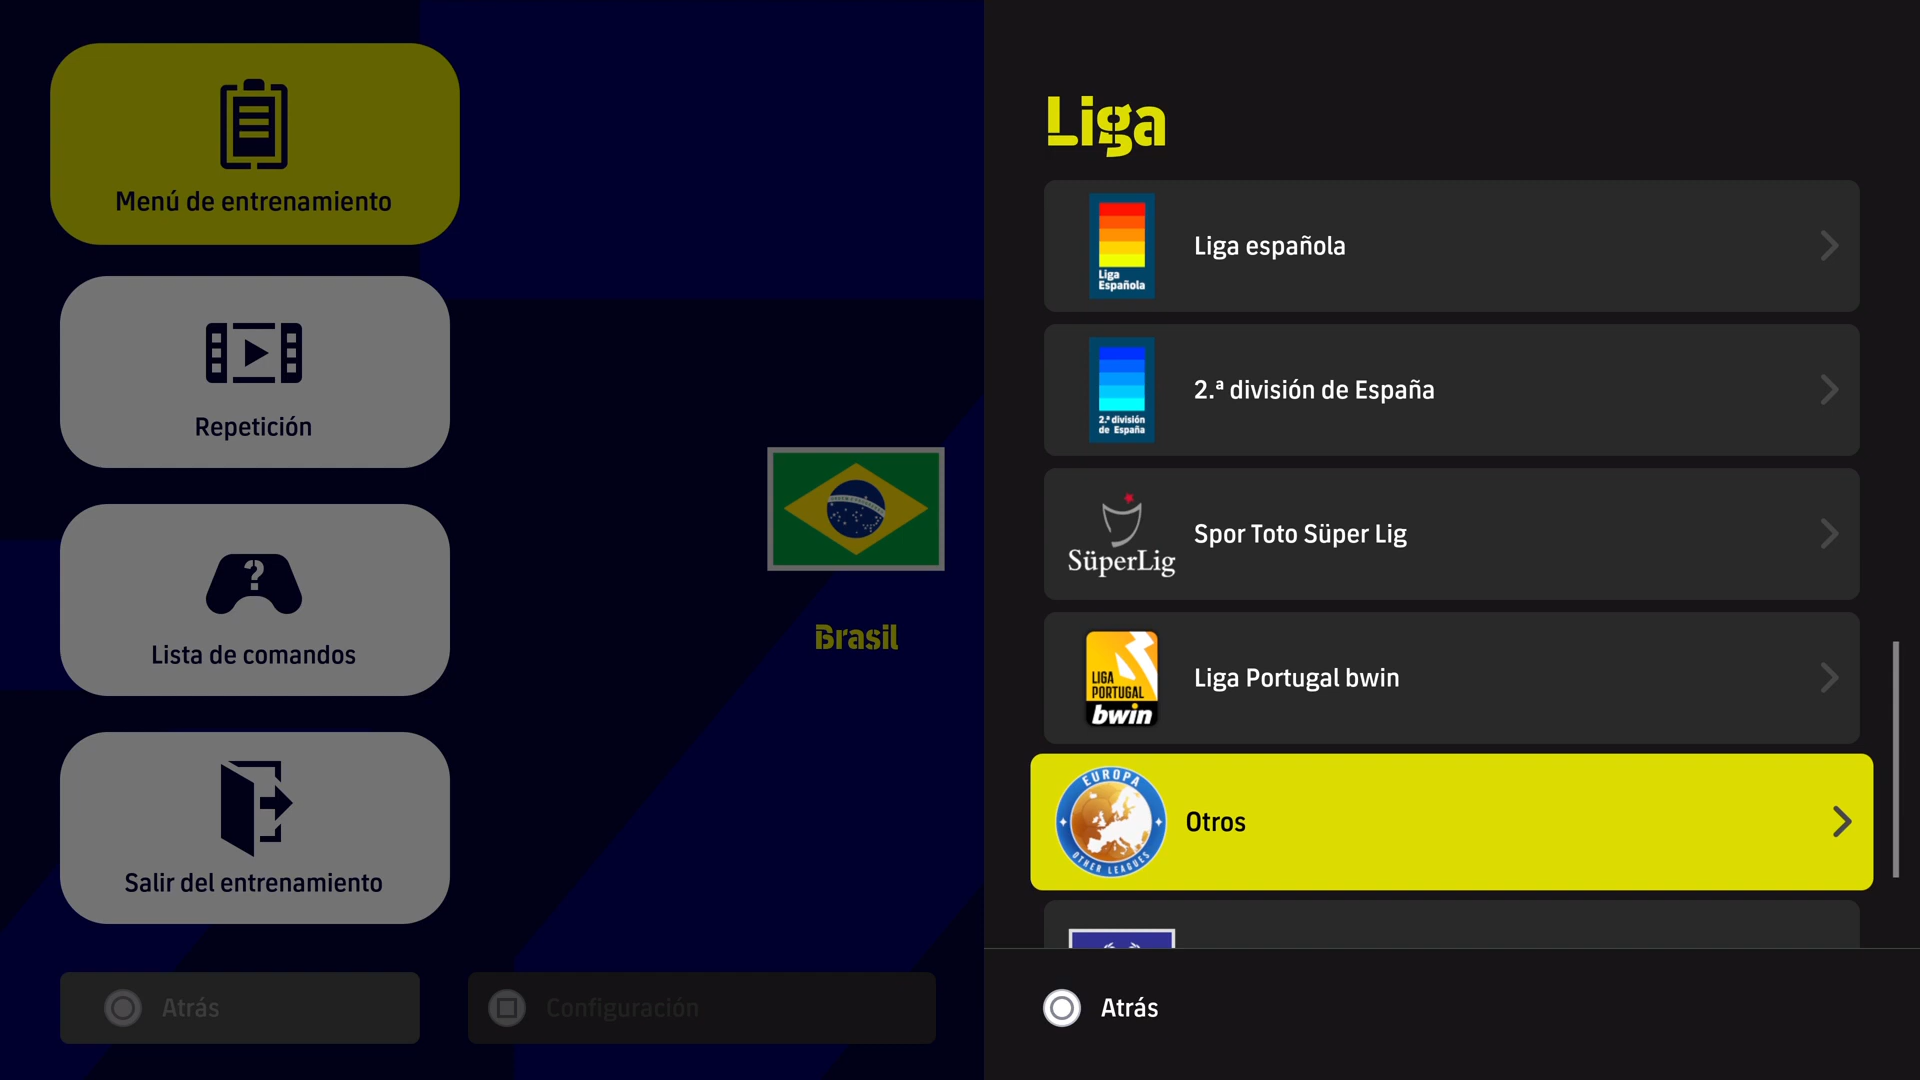 Menú de entrenamiento
Repetición
Lista de comandos
Salir del entrenamiento
Atrás
Configuración
Brasil
Liga
Liga
Española
Liga española
2.ª división
de España
2.ª división de España
SüperLig
Spor Toto Süper Lig
LIGA
PORTUGAL
bwin
Liga Portugal bwin
EUROPA
OTHER LEAGUES
Otros
Atrás